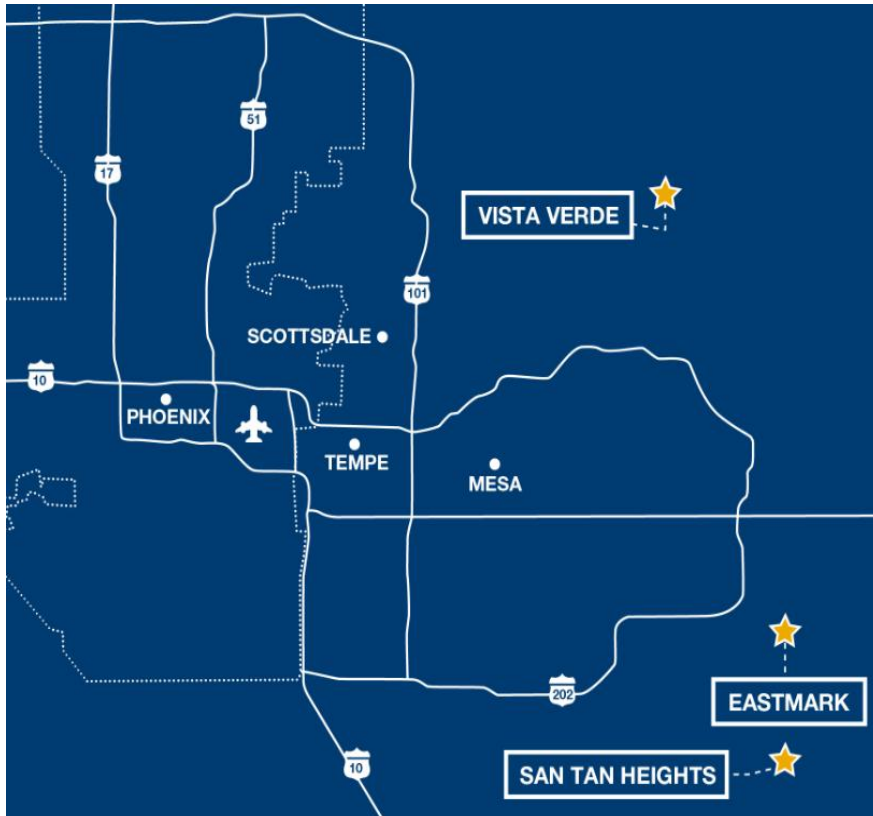 51
17
VISTA VERDE
101
SCOTTSDALE
10
PHOENIX
TEMPE
MESA
202
EASTMARK
10
SAN TAN HEIGHTS